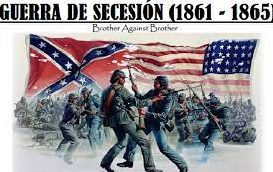 GUERRA DE SECESIÓN (1861 - 1865)
Brother Against Brother